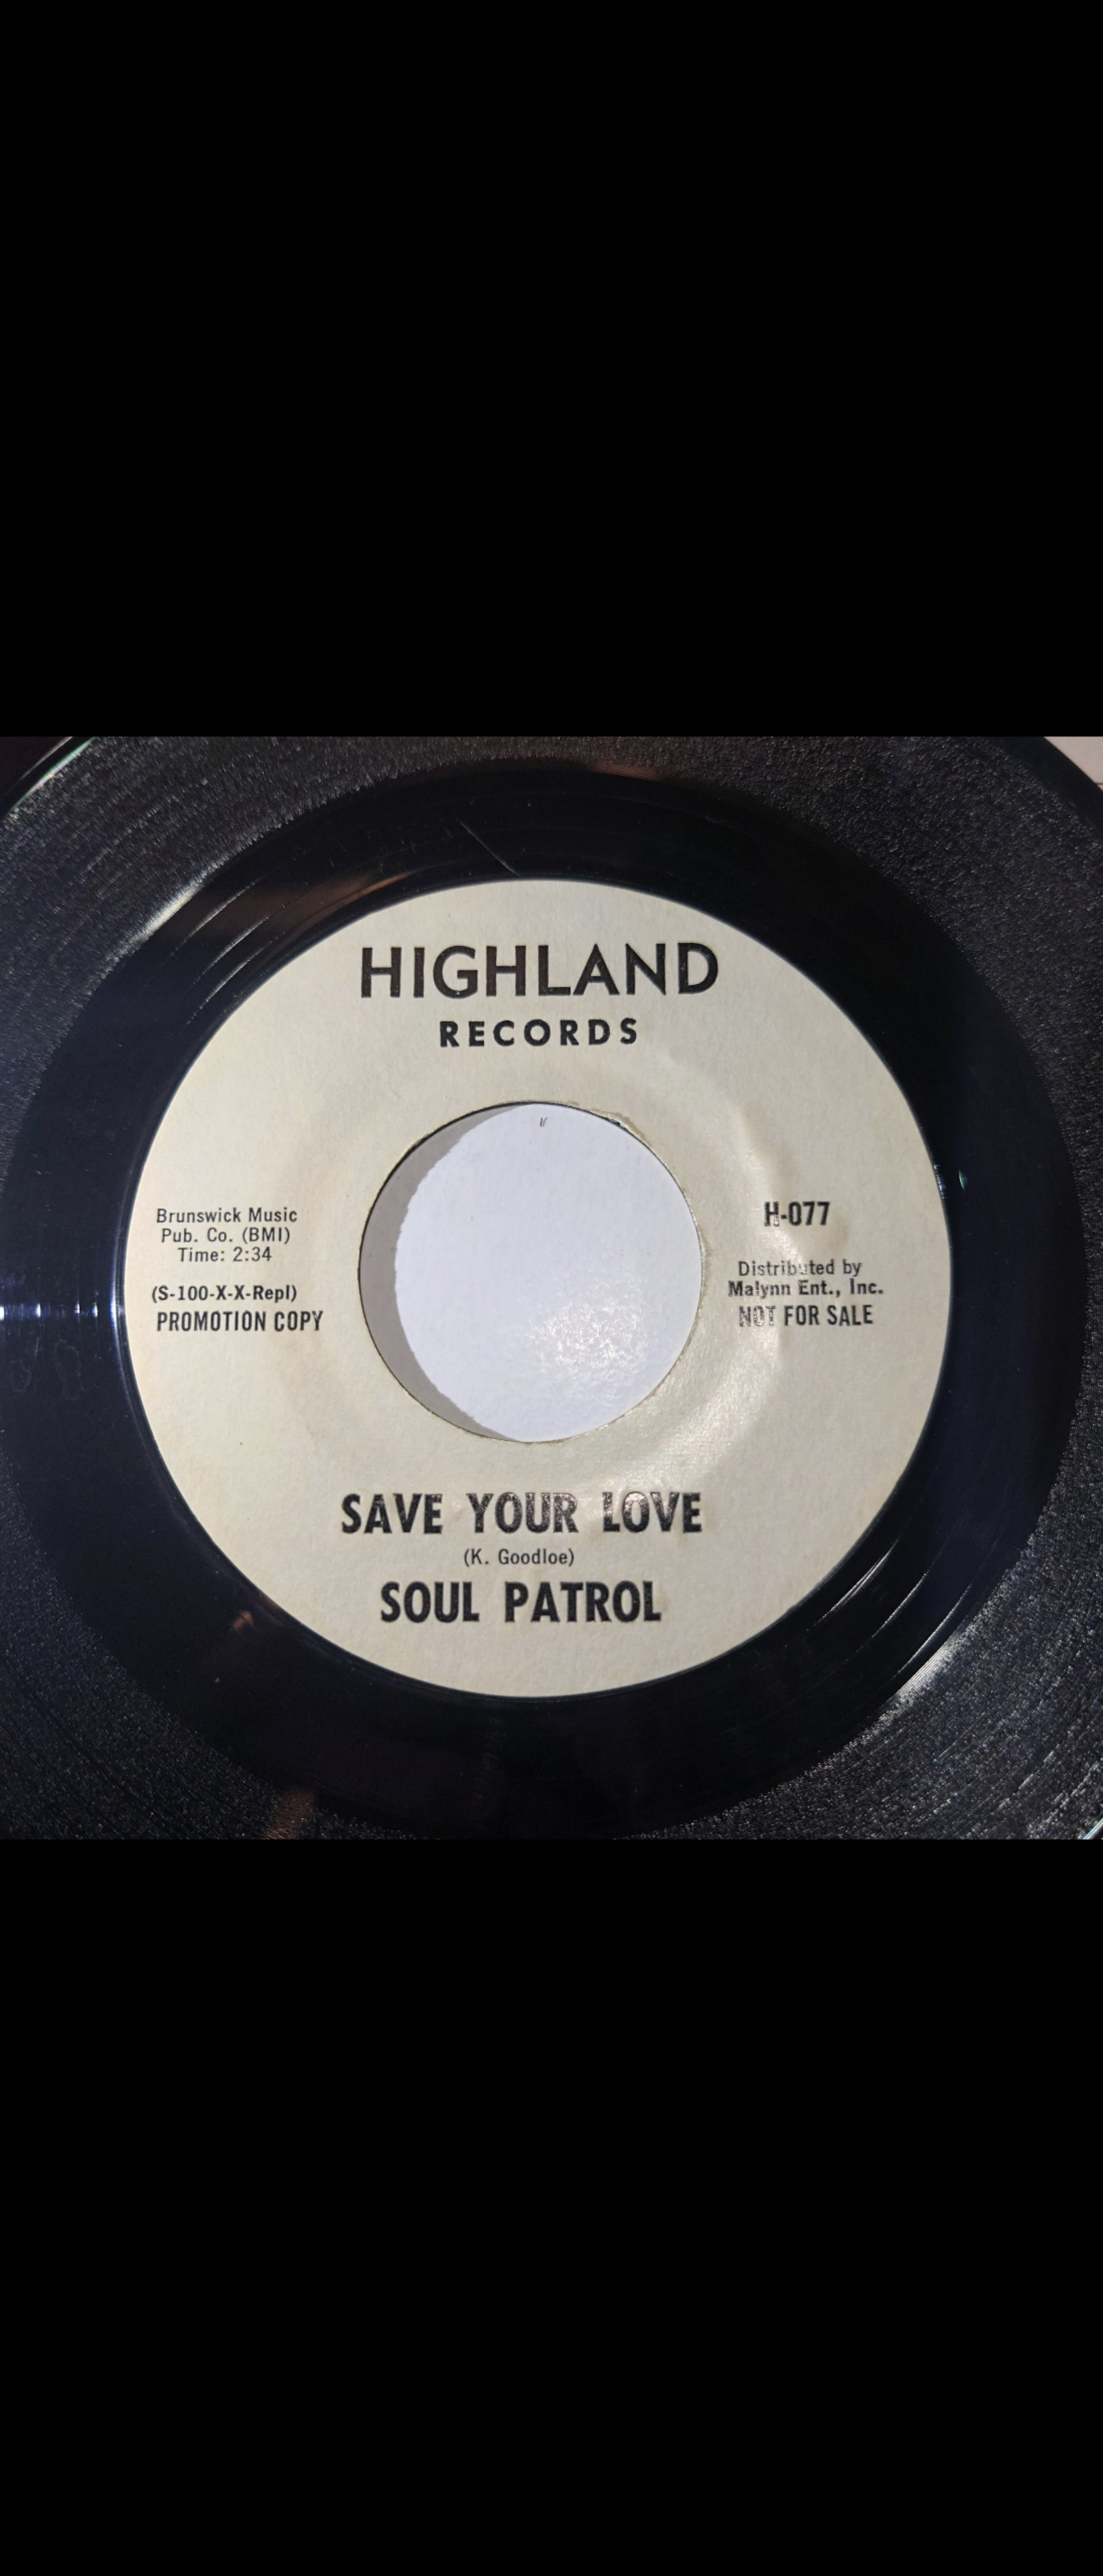 HIGHLAND
RECORDS
Brunswick Music
Pub. Co. (BMI)
Time: 2:34
(S-100-X-X-Repl)
PROMOTION COPY
H-077
Distributed by
Malynn Ent., Inc.
NOT FOR SALE
SAVE YOUR LOVE
(K. Goodloe)
SOUL PATROL